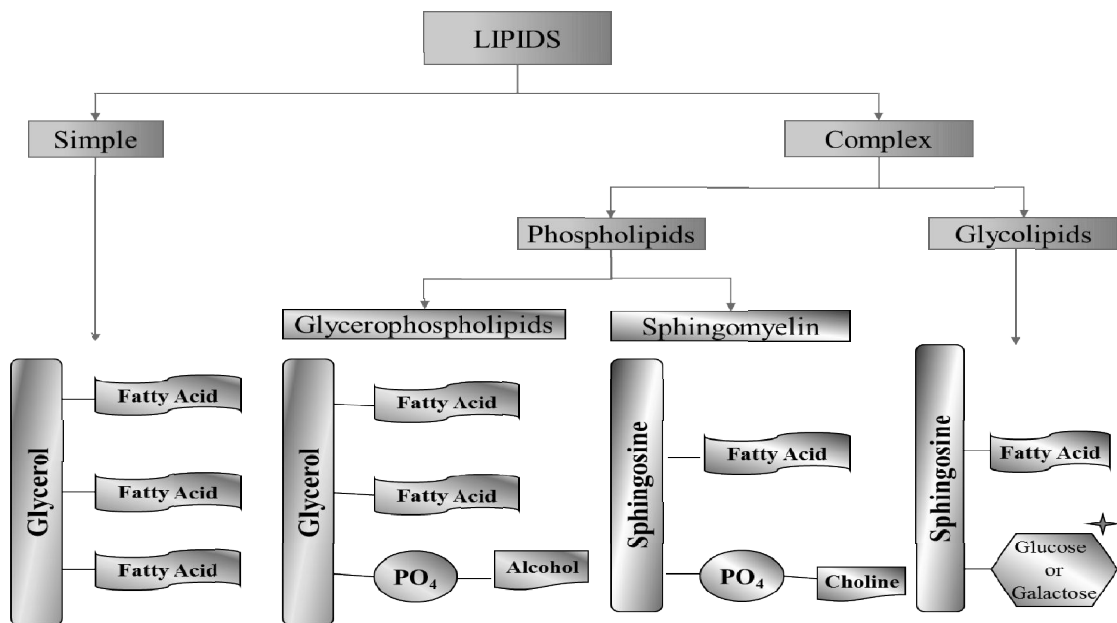 LIPIDS
Simple
Complex
Phospholipids
Glycolipids
Glycerophospholipids
Sphingomyelin
Glycerol
Fatty Acid
Fatty Acid
Fatty Acid
Glycerol
Fatty Acid
Fatty Acid
PO₄
Alcohol
Sphingosine
Fatty Acid
PO₄
Choline
Sphingosine
Fatty Acid
Glucose
or
Galactose